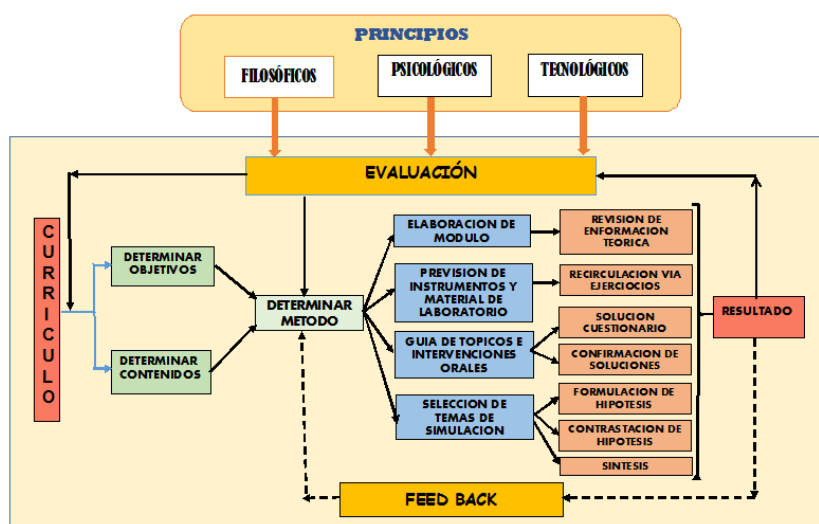 PRINCIPIOS
FILOSÓFICOS
PSICOLÓGICOS
TECNOLÓGICOS
EVALUACIÓN
CURRICULO
DETERMINAR
OBJETIVOS
DETERMINAR
CONTENIDOS
DETERMINAR
METODO
ELABORACION DE
MODULO
PREVISION DE
INSTRUMENTOS Y
MATERIAL DE
LABORATORIO
GUIA DE TOPICOS E
INTERVENCIONES
ORALES
SELECCION DE
TEMAS DE
SIMULACION
REVISION DE
ENFORMACION
TEORICA
RECIRCULACION VIA
EJERCIOCIOS
SOLUCION
CUESTIONARIO
CONFIRMACION DE
SOLUCIONES
FORMULACION DE
HIPOTESIS
CONTRASTACION DE
HIPOTESIS
SINTESIS
RESULTADO
FEED BACK